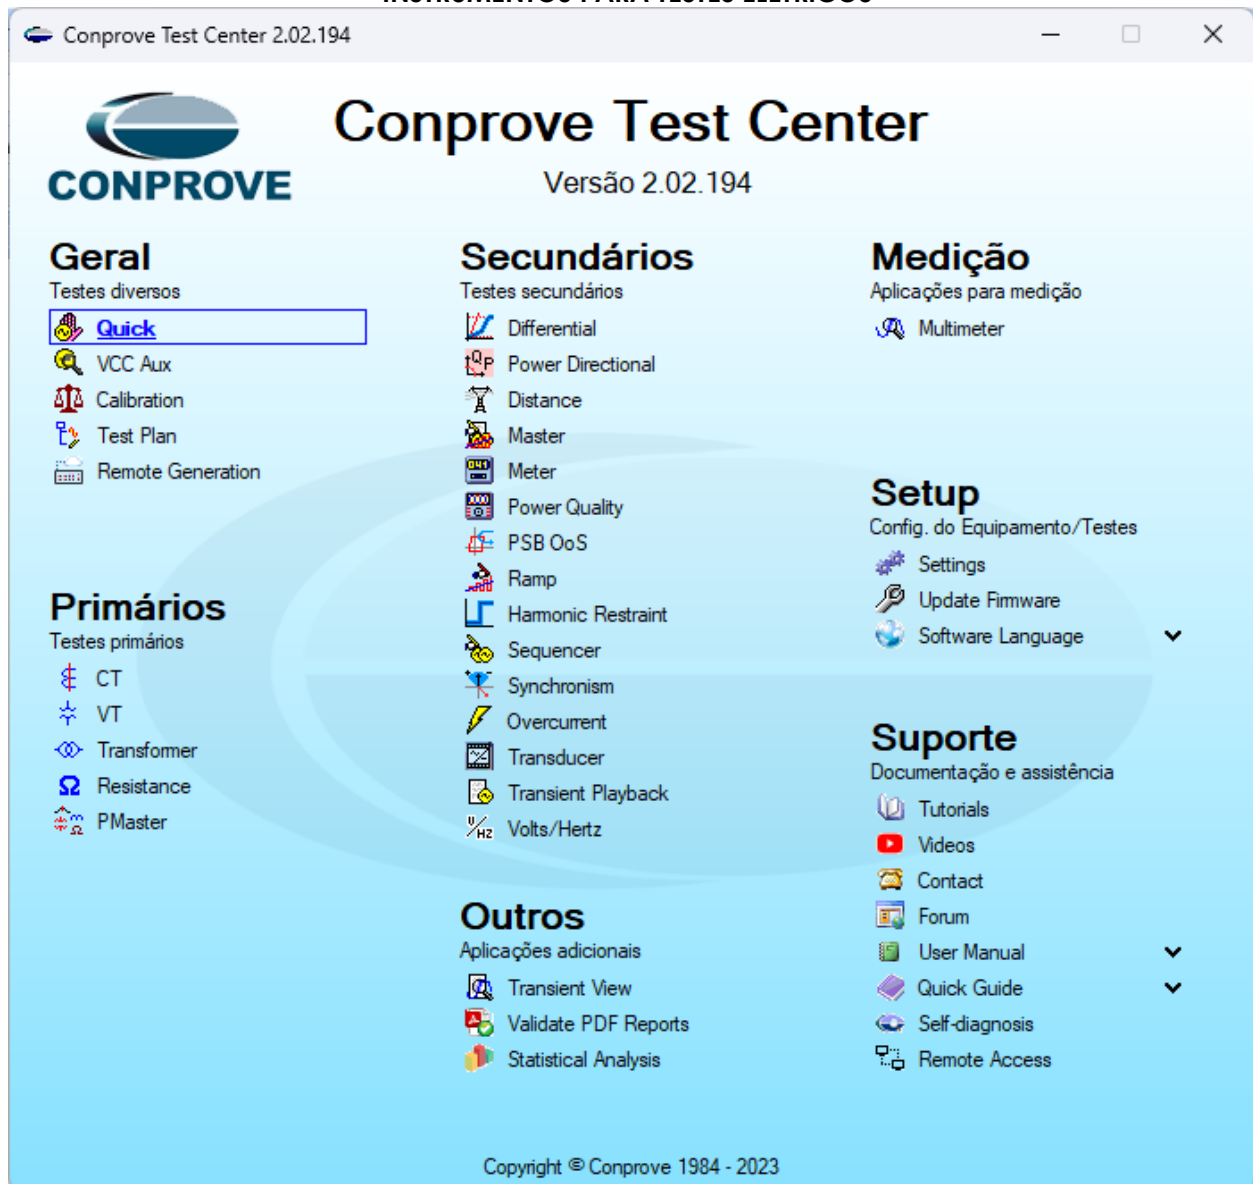 INSTRUMENTOS PARA TESTES ELÉTRICOS
Conprove Test Center 2.02.194
CONPROVE
Conprove Test Center
Versão 2.02.194
Geral
Testes diversos
Quick
VCC Aux
Calibration
Test Plan
Remote Generation
Primários
Testes primários
CT
VT
Transformer
Resistance
PMaster
Secundários
Testes secundários
Differential
Power Directional
Distance
Master
Meter
Power Quality
PSB OoS
Ramp
Harmonic Restraint
Sequencer
Synchronism
Overcurrent
Transducer
Transient Playback
Volts/Hertz
Outros
Aplicações adicionais
Transient View
Validate PDF Reports
Statistical Analysis
Medição
Aplicações para medição
Multimeter
Setup
Config. do Equipamento/Testes
Settings
Update Firmware
Software Language
Suporte
Documentação e assistência
Tutorials
Videos
Contact
Forum
User Manual
Quick Guide
Self-diagnosis
Remote Access
Copyright © Conprove 1984 - 2023